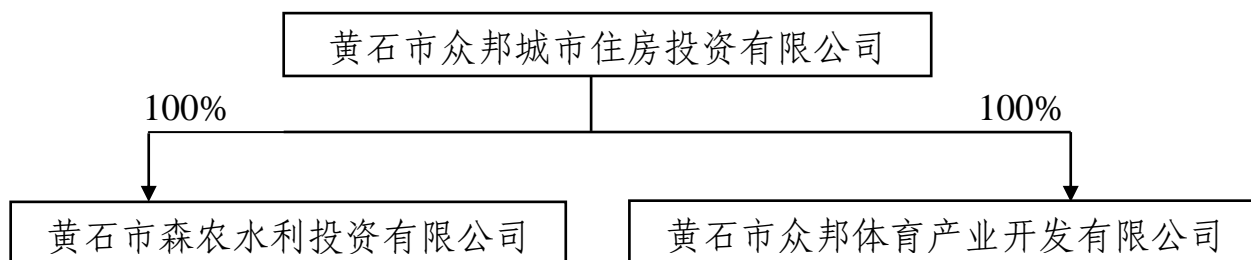 黄石市众邦城市住房投资有限公司
100%
100%
黄石市森农水利投资有限公司
黄石市众邦体育产业开发有限公司